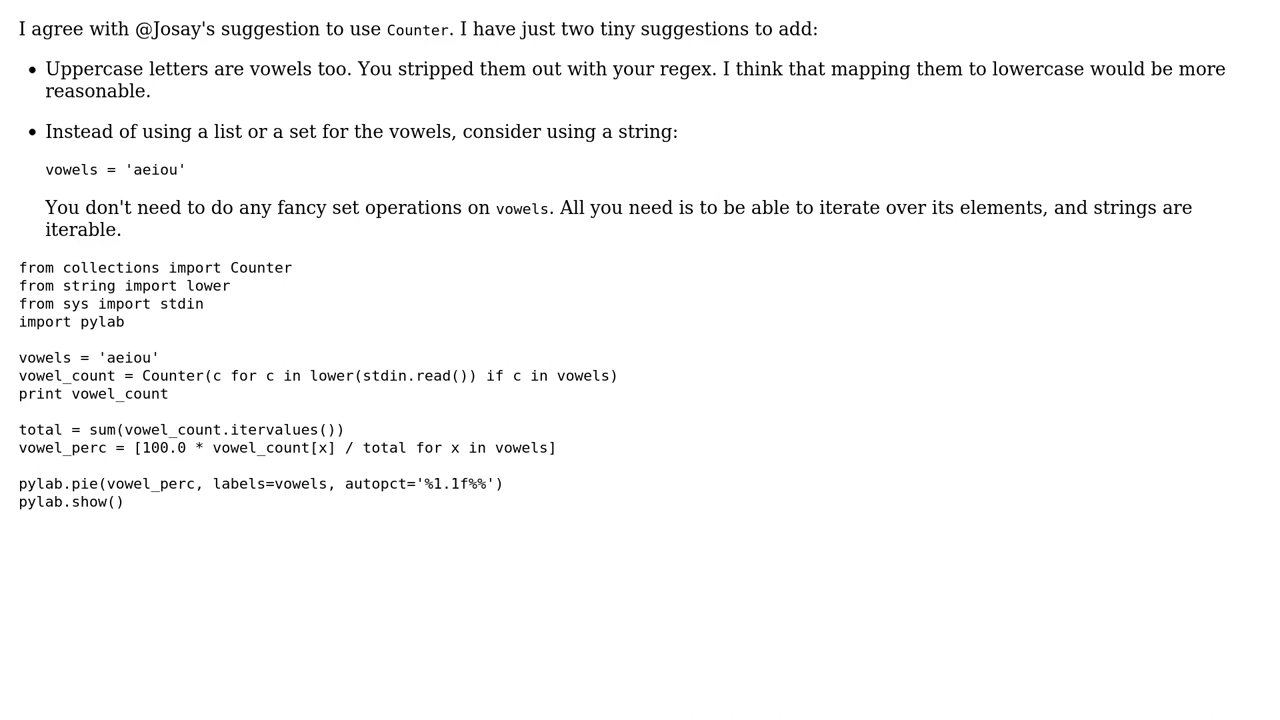 I agree with @Josay's suggestion to use Counter. I have just two tiny suggestions to add:
• Uppercase letters are vowels too. You stripped them out with your regex. I think that mapping them to lowercase would be more
reasonable.
• Instead of using a list or a set for the vowels, consider using a string:
vowels = 'aeiou'
You don't need to do any fancy set operations on vowels. All you need is to be able to iterate over its elements, and strings are
iterable.
from collections import Counter
from string import lower
from sys import stdin
import pylab
vowels = 'aeiou'
vowel_count = Counter(c for c in lower(stdin.read()) if c in vowels)
print vowel_count
total = sum(vowel_count.itervalues())
vowel_perc = [100.0 * vowel_count[x] / total for x in vowels]
pylab.pie(vowel_perc, labels=vowels, autopct='%1.1f%%')
pylab.show()